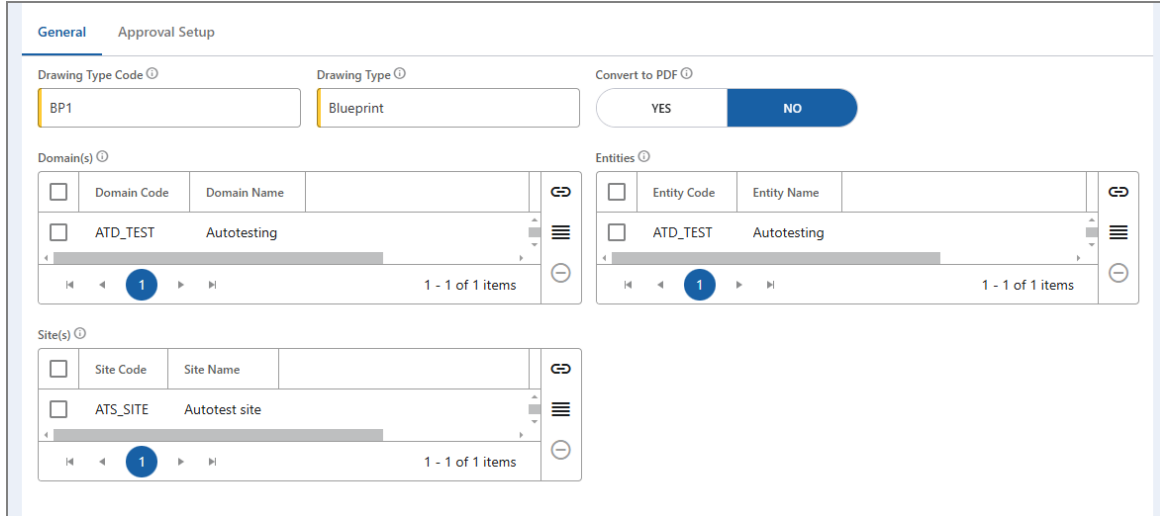 General Approval Setup
Drawing Type Code Drawing Type Convert to PDF
BP1 Blueprint YES NO
Domain(s) Entities
Domain Code Domain Name Entity Code Entity Name
ATD_TEST Autotesting ATD_TEST Autotesting
1 1 - 1 of 1 items 1 1 - 1 of 1 items
Site(s)
Site Code Site Name
ATS_SITE Autotest site
1 1 - 1 of 1 items